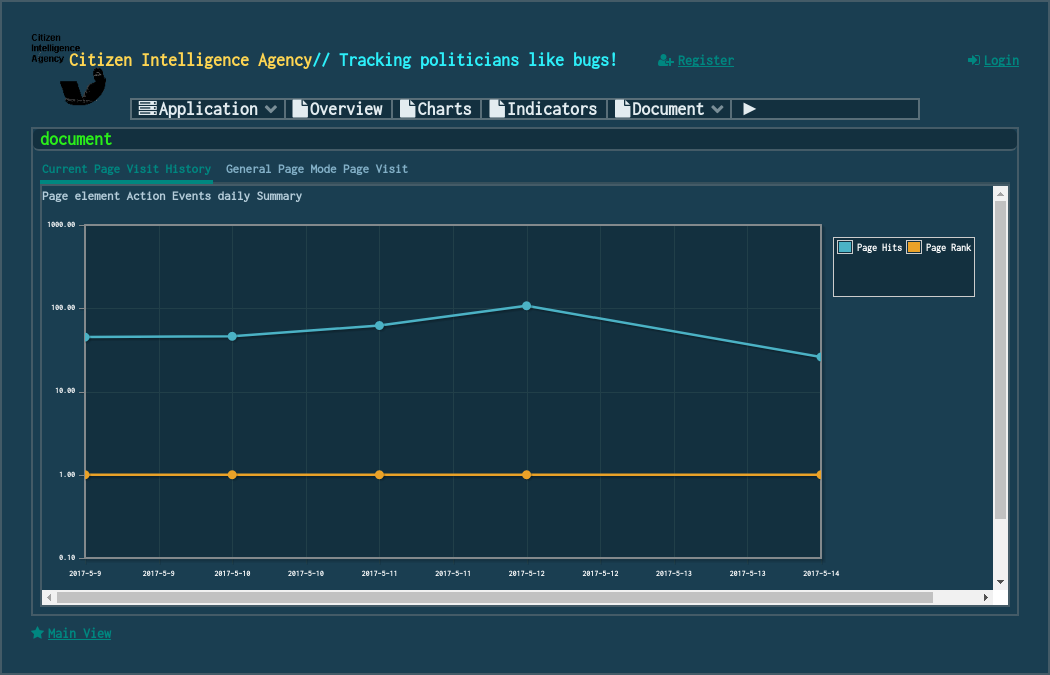 Citizen
Intelligence
Agency
Citizen Intelligence Agency// Tracking politicians like bugs!
Register
Login
Application Overview Charts Indicators Document
document
Current Page Visit History General Page Mode Page Visit
Page element Action Events daily Summary
1000.00
100.00
10.00
1.00
0.10
Page Hits Page Rank
2017-5-9 2017-5-9 2017-5-10 2017-5-10 2017-5-11 2017-5-11 2017-5-12 2017-5-12 2017-5-13 2017-5-13 2017-5-14
Main View